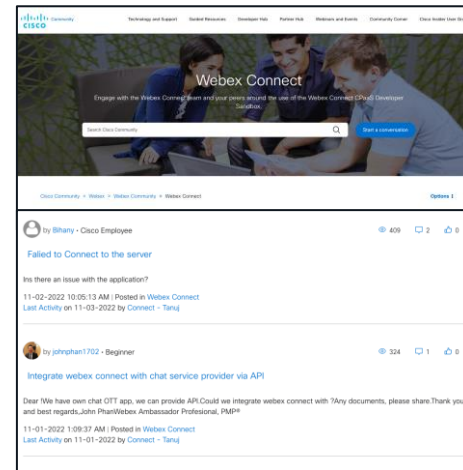 CISCO Community
Technology and Support Guided Resources Developer Hub Partner Hub Webinars and Events Community Corner Cisco Insider User Gr
Webex Connect
Engage with the Webex Connect team and your peers around the use of the Webex Connect CPaaS Developer
Sandbox.
Search Cisco Community
Start a conversation
Cisco Community > Webex > Webex Community > Webex Connect
Options
by Bihany • Cisco Employee
409 2 0
Failed to Connect to the server
Ins there an issue with the application?
11-02-2022 10:05:13 AM | Posted in Webex Connect
Last Activity on 11-03-2022 by Connect - Tanuj
by johnphan1702 • Beginner
324 1 0
Integrate webex connect with chat service provider via API
Dear !We have own chat OTT app, we can provide API.Could we integrate webex connect with ?Any documents, please share.Thank you
and best regards,John PhanWebex Ambassador Profesional, PMP®
11-01-2022 1:09:37 AM | Posted in Webex Connect
Last Activity on 11-01-2022 by Connect - Tanuj